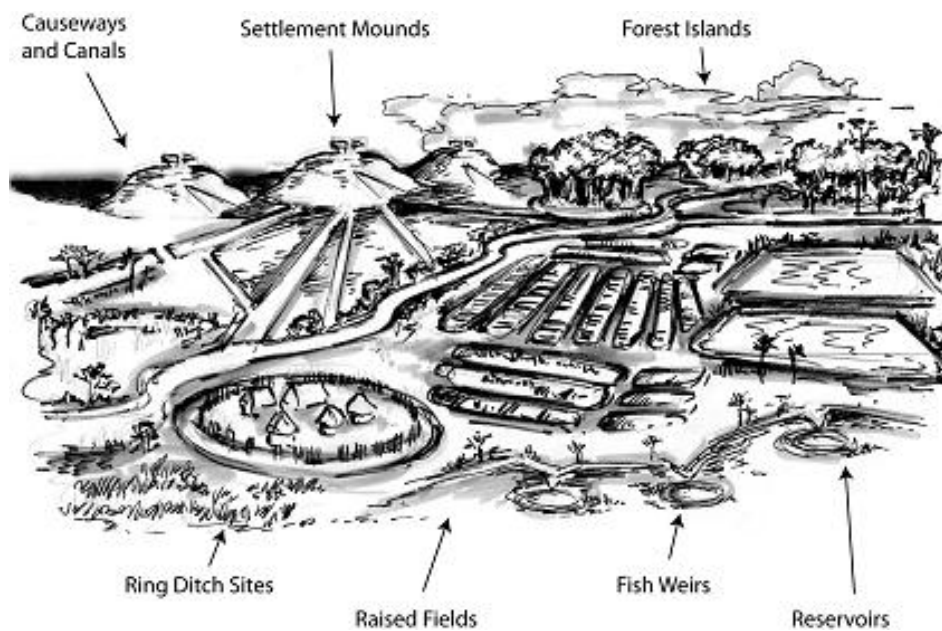 Causeways
and Canals
Settlement Mounds
Forest Islands
Ring Ditch Sites
Raised Fields
Fish Weirs
Reservoirs